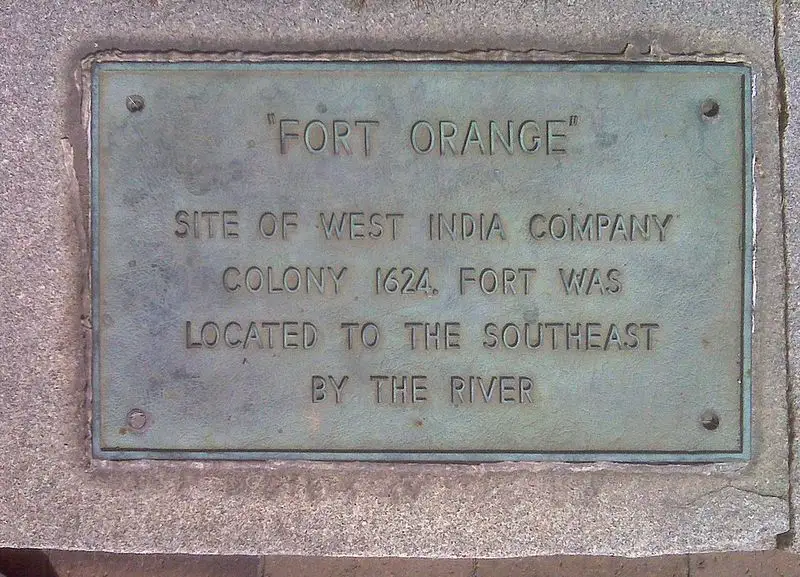 "FORT ORANGE"
SITE OF WEST INDIA COMPANY
COLONY 1624. FORT WAS
LOCATED TO THE SOUTHEAST
BY THE RIVER